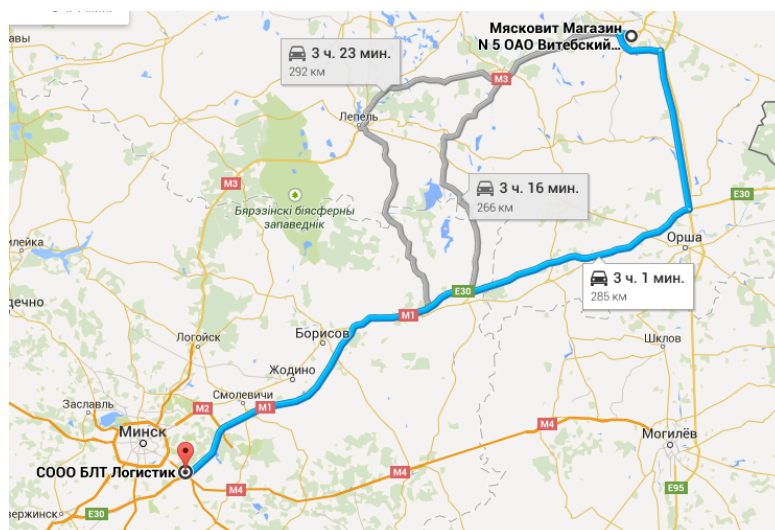 Мясковит Магазин
N 5 ОАО Витебский...
3 ч. 23 мин.
292 км
M3
Лепель
3 ч. 16 мин.
266 км
M3
Бярэзінскі біясферны
запаведнік
E30
Орша
3 ч. 1 мин.
285 км
E30
M1
Борисов
Логойск
Шклов
Жодино
Смолевичи
Заславль
M2
M1
Минск
M4
Могилёв
СООО БЛТ Логистик
M4
M4
E95
E30